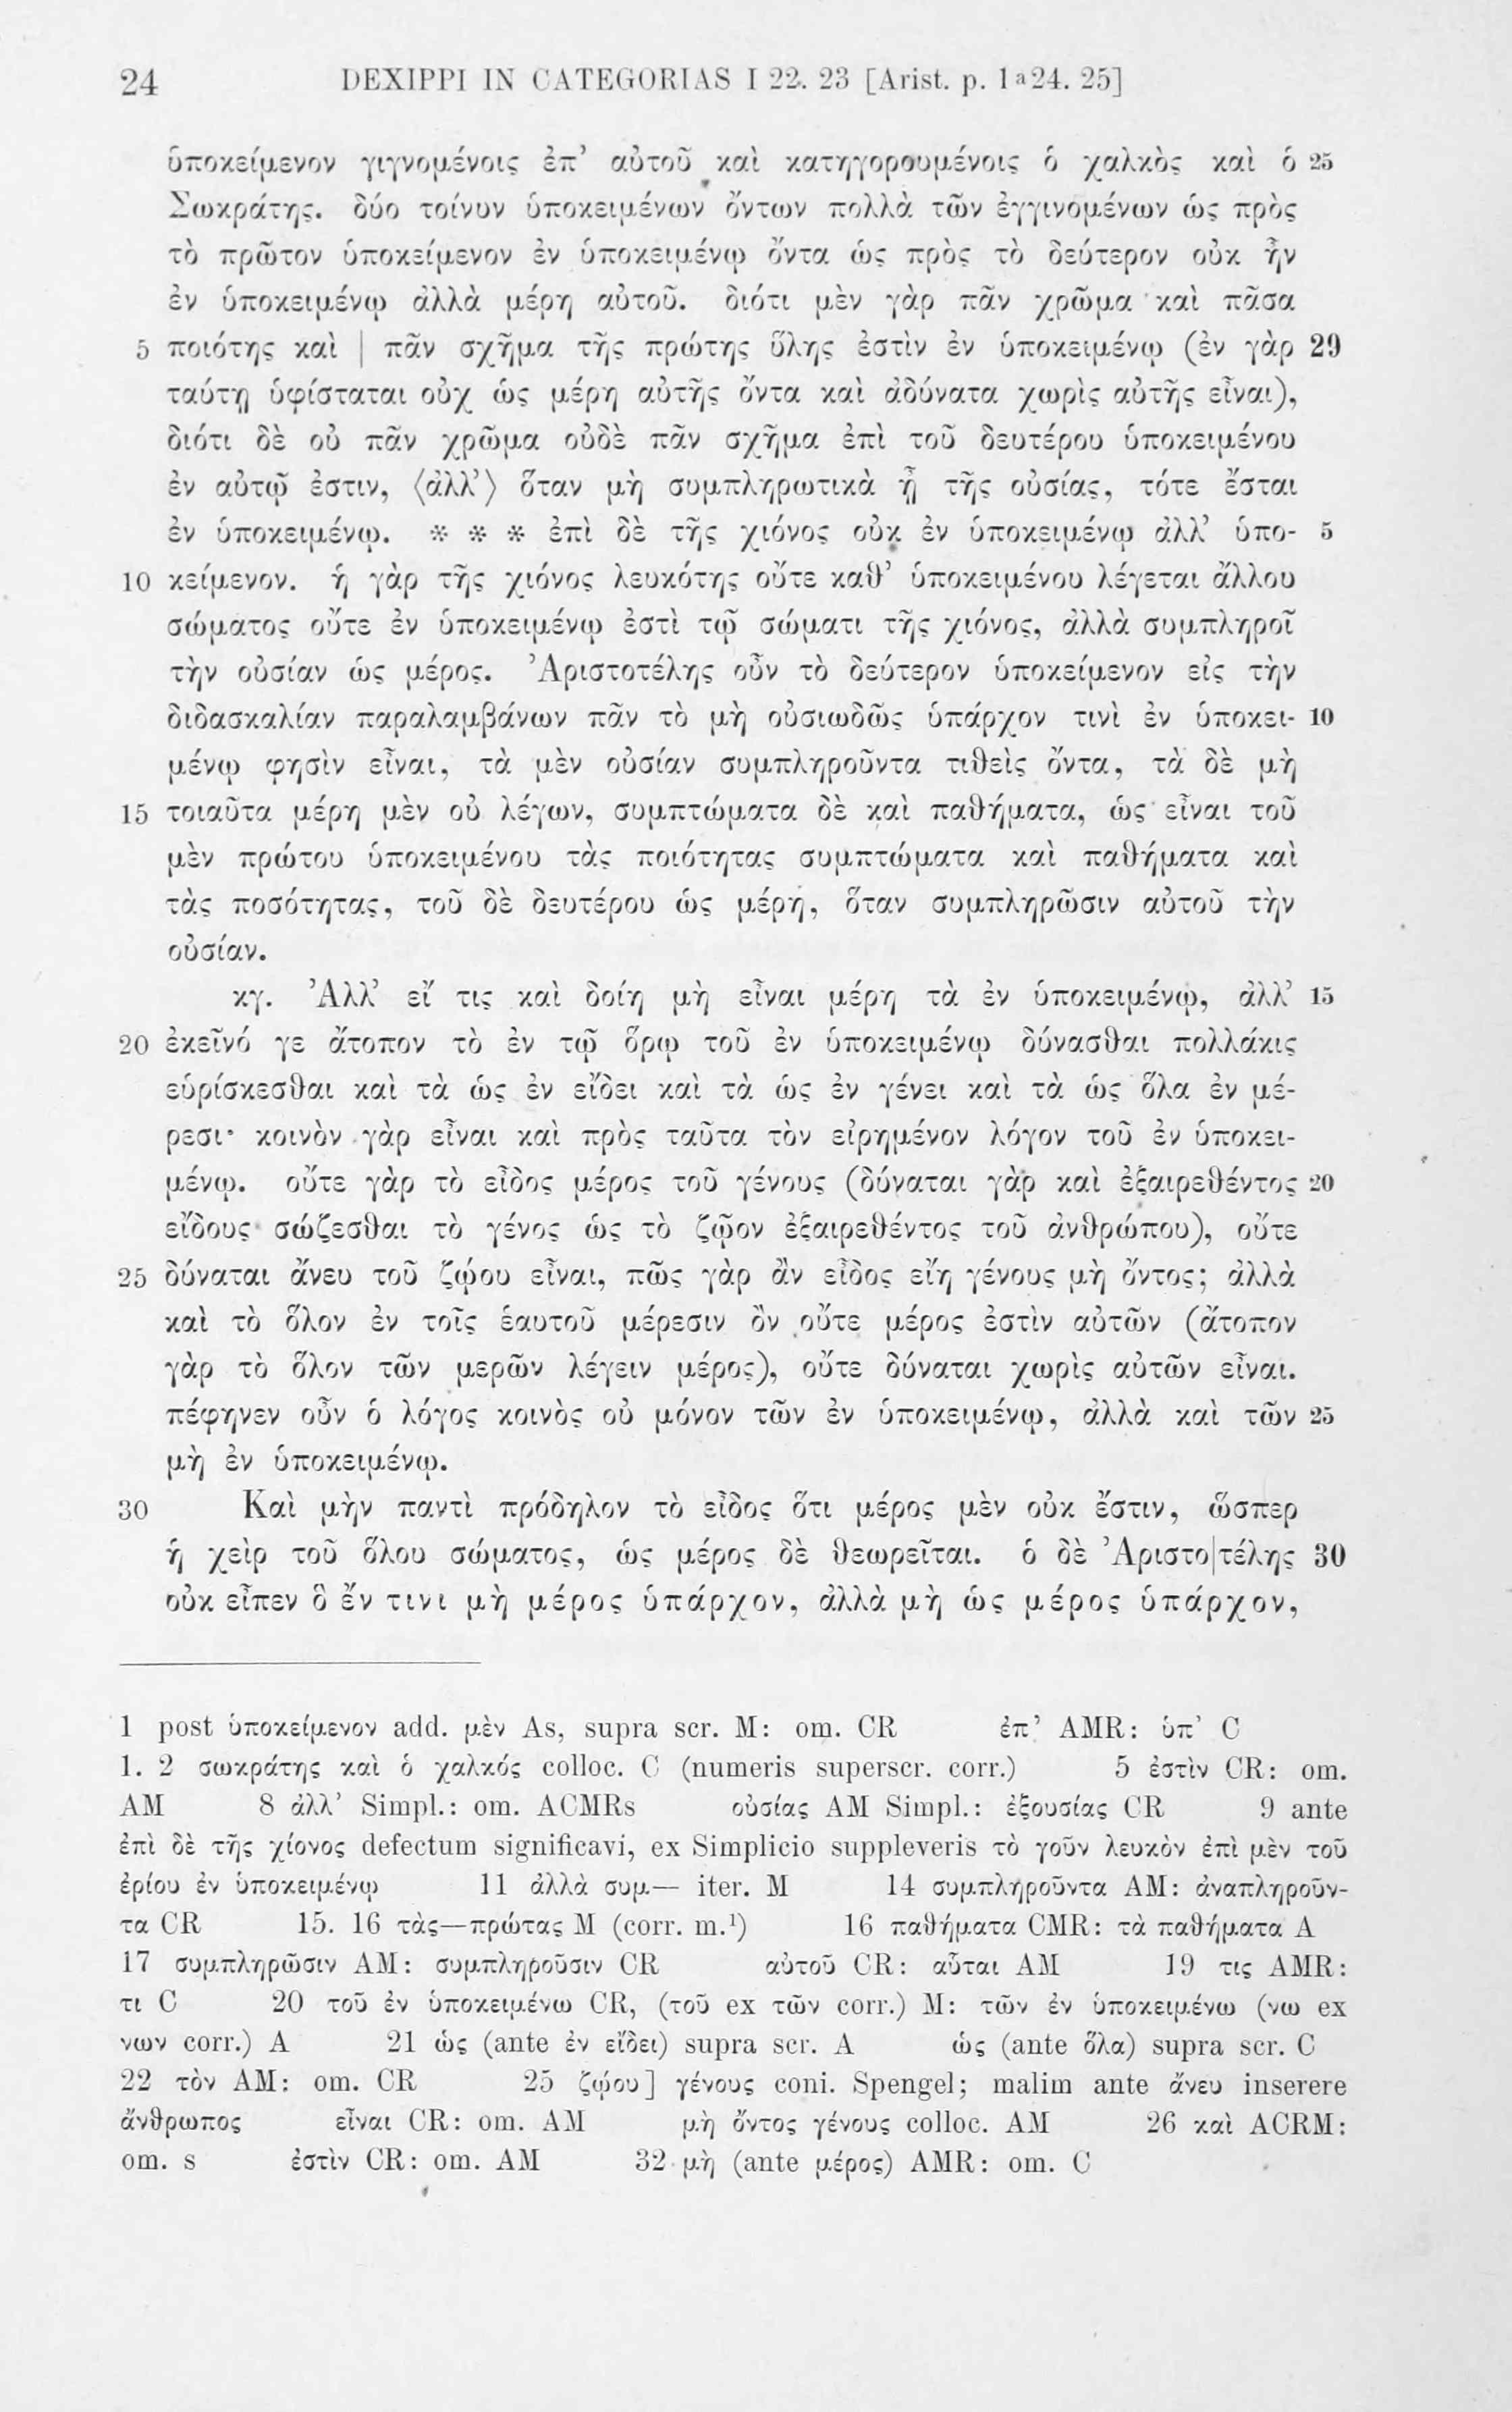 24 DEXIPPI IN CATEGORIAS I 22. 23 [Arist. p. 1ª24. 25]
ὑποκείμενον γιγνομένοις ἐπ’ αὐτοῦ καὶ κατηγορουμένοις ὁ χαλκὸς καὶ ὁ 25
Σωκράτης. δύο τοίνυν ὑποκειμένων ὄντων πολλὰ τῶν ἐγγινομένων ὡς πρὸς
τὸ πρῶτον ὑποκείμενον ἐν ὑποκειμένῳ ὄντα ὡς πρὸς τὸ δεύτερον οὐκ ἦν
ἐν ὑποκειμένῳ ἀλλὰ μέρη αὐτοῦ. διότι μὲν γὰρ πᾶν χρῶμα καὶ πᾶσα
5 ποιότης καὶ | πᾶν σχῆμα τῆς πρώτης ὕλης ἐστὶν ἐν ὑποκειμένῳ (ἐν γὰρ 29
ταύτῃ ὑφίσταται οὐχ ὡς μέρη αὐτῆς ὄντα καὶ ἀδύνατα χωρὶς αὐτῆς εἶναι),
διότι δὲ οὐ πᾶν χρῶμα οὐδὲ πᾶν σχῆμα ἐπὶ τοῦ δευτέρου ὑποκειμένου
ἐν αὐτῷ ἐστιν, ⟨ἀλλ’⟩ ὅταν μὴ συμπληρωτικὰ ᾖ τῆς οὐσίας, τότε ἔσται
ἐν ὑποκειμένῳ. * * * ἐπὶ δὲ τῆς χιόνος οὐκ ἐν ὑποκειμένῳ ἀλλ’ ὑπο- 5
10 κείμενον. ἡ γὰρ τῆς χιόνος λευκότης οὔτε καθ’ ὑποκειμένου λέγεται ἄλλου
σώματος οὔτε ἐν ὑποκειμένῳ ἐστὶ τῷ σώματι τῆς χιόνος, ἀλλὰ συμπληροῖ
τὴν οὐσίαν ὡς μέρος. Ἀριστοτέλης οὖν τὸ δεύτερον ὑποκείμενον εἰς τὴν
διδασκαλίαν παραλαμβάνων πᾶν τὸ μὴ οὐσιωδῶς ὑπάρχον τινὶ ἐν ὑποκει- 10
μένῳ φησὶν εἶναι, τὰ μὲν οὐσίαν συμπληροῦντα τιθεὶς ὄντα, τὰ δὲ μὴ
15 τοιαῦτα μέρη μὲν οὐ λέγων, συμπτώματα δὲ καὶ παθήματα, ὡς εἶναι τοῦ
μὲν πρώτου ὑποκειμένου τὰς ποιότητας συμπτώματα καὶ παθήματα καὶ
τὰς ποσότητας, τοῦ δὲ δευτέρου ὡς μέρη, ὅταν συμπληρῶσιν αὐτοῦ τὴν
οὐσίαν.
κγ. Ἀλλ’ εἴ τις καὶ δοίη μὴ εἶναι μέρη τὰ ἐν ὑποκειμένῳ, ἀλλ’ 15
20 ἐκεῖνό γε ἄτοπον τὸ ἐν τῷ ὅρῳ τοῦ ἐν ὑποκειμένῳ δύνασθαι πολλάκις
εὑρίσκεσθαι καὶ τὰ ὡς ἐν εἴδει καὶ τὰ ὡς ἐν γένει καὶ τὰ ὡς ὅλα ἐν μέ-
ρεσι· κοινὸν γὰρ εἶναι καὶ πρὸς ταῦτα τὸν εἰρημένον λόγον τοῦ ἐν ὑποκει-
μένῳ. οὔτε γὰρ τὸ εἶδος μέρος τοῦ γένους (δύναται γὰρ καὶ ἐξαιρεθέντος 20
εἴδους σώζεσθαι τὸ γένος ὡς τὸ ζῷον ἐξαιρεθέντος τοῦ ἀνθρώπου), οὔτε
25 δύναται ἄνευ τοῦ ζῴου εἶναι, πῶς γὰρ ἂν εἶδος εἴη γένους μὴ ὄντος; ἀλλὰ
καὶ τὸ ὅλον ἐν τοῖς ἑαυτοῦ μέρεσιν ὂν οὔτε μέρος ἐστὶν αὐτῶν (ἄτοπον
γὰρ τὸ ὅλον τῶν μερῶν λέγειν μέρος), οὔτε δύναται χωρὶς αὐτῶν εἶναι.
πέφηνεν οὖν ὁ λόγος κοινὸς οὐ μόνον τῶν ἐν ὑποκειμένῳ, ἀλλὰ καὶ τῶν 25
μὴ ἐν ὑποκειμένῳ.
30 Καὶ μὴν παντὶ πρόδηλον τὸ εἶδος ὅτι μέρος μὲν οὐκ ἔστιν, ὥσπερ
ἡ χεὶρ τοῦ ὅλου σώματος, ὡς μέρος δὲ θεωρεῖται. ὁ δὲ Ἀριστο|τέλης 30
οὐκ εἶπεν ὃ ἔν τινι μὴ μέρος ὑπάρχον, ἀλλὰ μὴ ὡς μέρος ὑπάρχον,
1 post ὑποκείμενον add. μὲν As, supra scr. M: om. CR ἐπ’ AMR: ὑπ’ C
1. 2 σωκράτης καὶ ὁ χαλκός colloc. C (numeris superscr. corr.) 5 ἐστὶν CR: om.
AM 8 ἀλλ’ Simpl.: om. ACMRs οὐσίας AM Simpl.: ἐξουσίας CR 9 ante
ἐπὶ δὲ τῆς χίονος defectum significavi, ex Simplicio suppleveris τὸ γοῦν λευκὸν ἐπὶ μὲν τοῦ
ἐρίου ἐν ὑποκειμένῳ 11 ἀλλὰ συμ— iter. M 14 συμπληροῦντα AM: ἀναπληροῦν-
τα CR 15. 16 τὰς—πρώτας M (corr. m.¹) 16 παθήματα CMR: τὰ παθήματα A
17 συμπληρῶσιν AM: συμπληροῦσιν CR αὐτοῦ CR: αὗται AM 19 τις AMR:
τι C 20 τοῦ ἐν ὑποκειμένω CR, (τοῦ ex τῶν corr.) M: τῶν ἐν ὑποκειμένω (νω ex
νων corr.) A 21 ὡς (ante ἐν εἴδει) supra scr. A ὡς (ante ὅλα) supra scr. C
22 τὸν AM: om. CR 25 ζῴου] γένους coni. Spengel; malim ante ἄνευ inserere
ἄνθρωπος εἶναι CR: om. AM μὴ ὄντος γένους colloc. AM 26 καὶ ACRM:
om. s ἐστὶν CR: om. AM 32 μὴ (ante μέρος) AMR: om. C